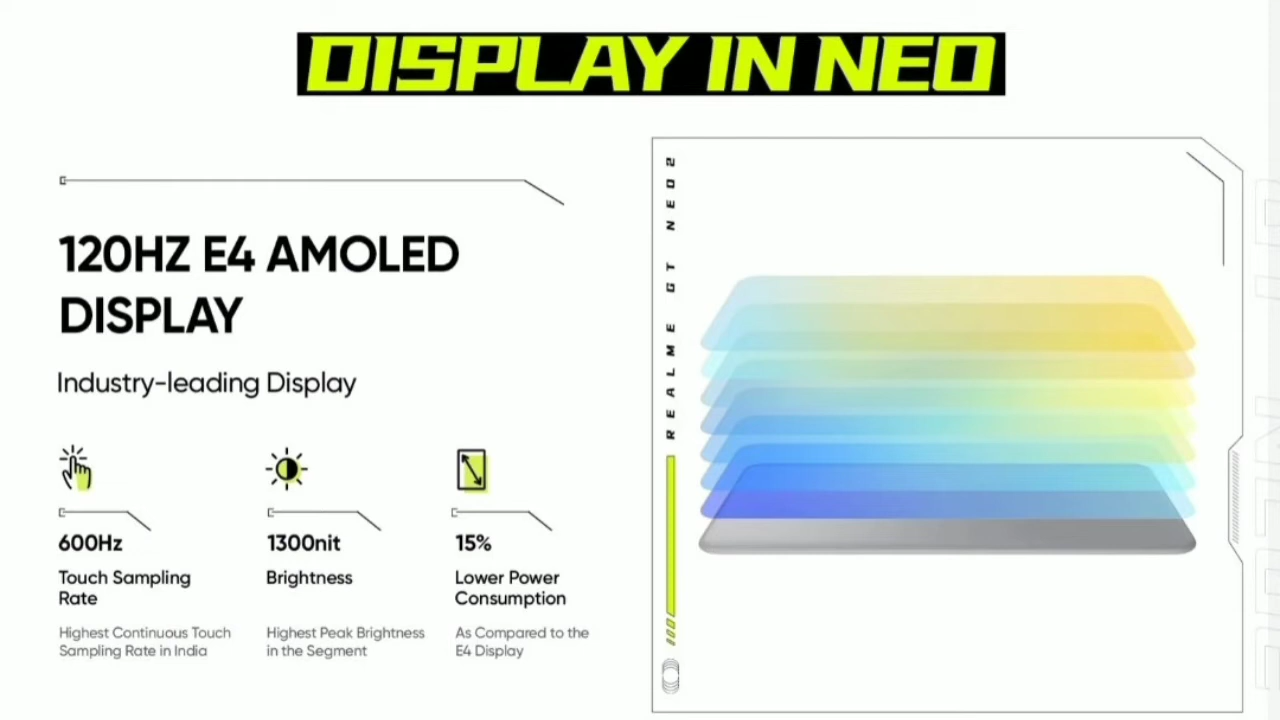 DISPLAY IN NEO
120HZ E4 AMOLED
DISPLAY
Industry-leading Display
600Hz
Touch Sampling
Rate
Highest Continuous Touch
Sampling Rate in India
1300nit
Brightness
Highest Peak Brightness
in the Segment
15%
Lower Power
Consumption
As Compared to the
E4 Display
REALME GT NEO2